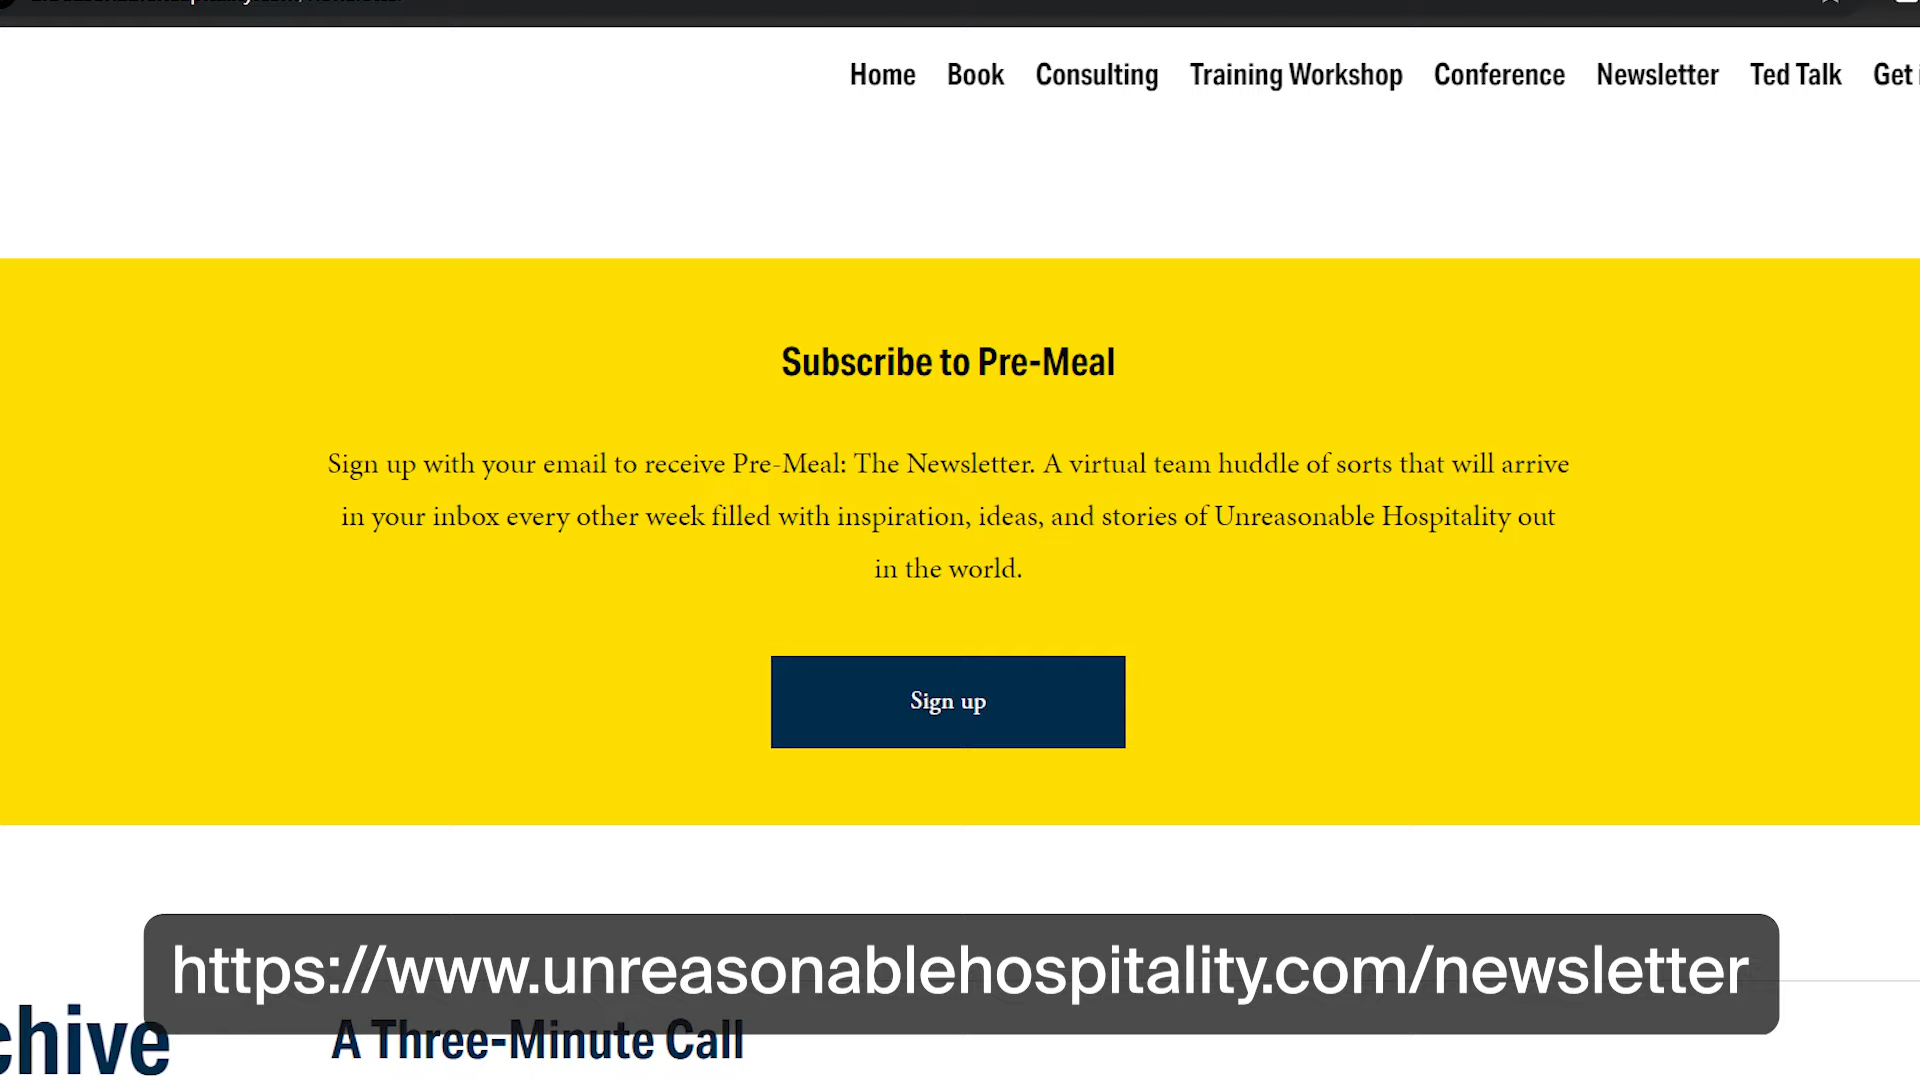 Home Book Consulting Training Workshop Conference Newsletter Ted Talk Get
Subscribe to Pre-Meal
Sign up with your email to receive Pre-Meal: The Newsletter. A virtual team huddle of sorts that will arrive
in your inbox every other week filled with inspiration, ideas, and stories of Unreasonable Hospitality out
in the world.
Sign up
https://www.unreasonablehospitality.com/newsletter
chive
A Three-Minute Call